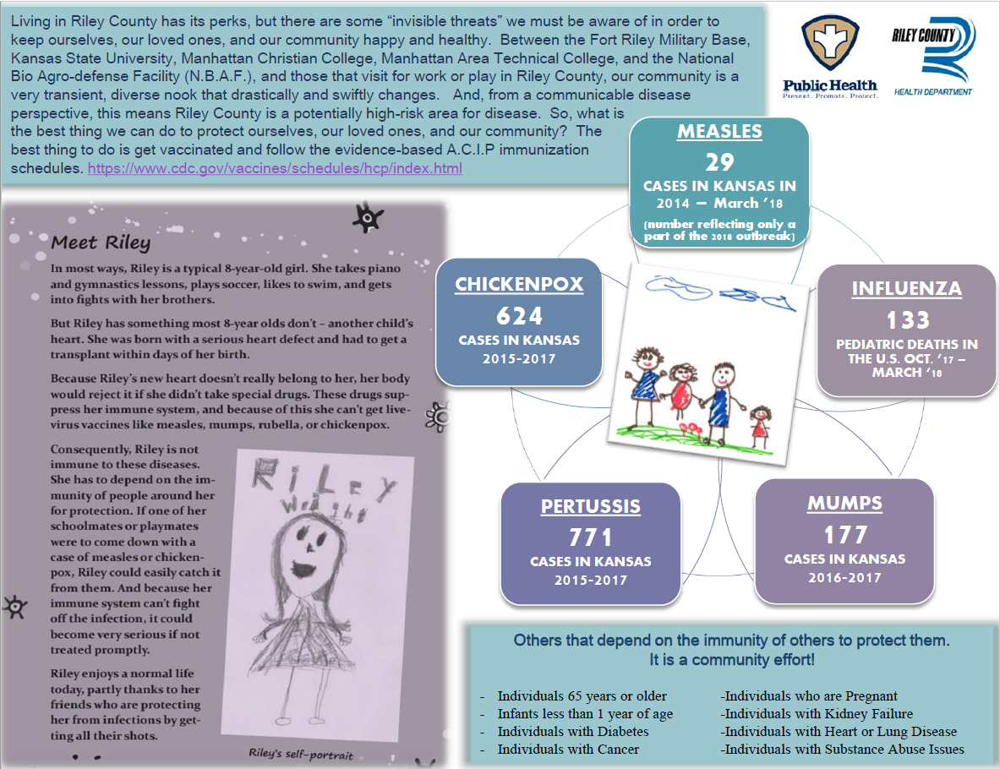 Living in Riley County has its perks, but there are some “invisible threats” we must be aware of in order to
keep ourselves, our loved ones, and our community happy and healthy.  Between the Fort Riley Military Base,
Kansas State University, Manhattan Christian College, Manhattan Area Technical College, and the National
Bio Agro-defense Facility (N.B.A.F.), and those that visit for work or play in Riley County, our community is a
very transient, diverse nook that drastically and swiftly changes.   And, from a communicable disease
perspective, this means Riley County is a potentially high-risk area for disease.  So, what is
the best thing we can do to protect ourselves, our loved ones, and our community?  The
best thing to do is get vaccinated and follow the evidence-based A.C.I.P immunization
schedules. https://www.cdc.gov/vaccines/schedules/hcp/index.html
Public Health
Prevent. Promote. Protect.
RILEY COUNTY
HEALTH DEPARTMENT
MEASLES
29
CASES IN KANSAS IN
2014 – March ’18
(number reflecting only a
part of the 2018 outbreak)
CHICKENPOX
624
CASES IN KANSAS
2015-2017
INFLUENZA
133
PEDIATRIC DEATHS IN
THE U.S. OCT. ’17 –
MARCH ‘18
PERTUSSIS
771
CASES IN KANSAS
2015-2017
MUMPS
177
CASES IN KANSAS
2016-2017
Meet Riley
In most ways, Riley is a typical 8-year-old girl. She takes piano
and gymnastics lessons, plays soccer, likes to swim, and gets
into fights with her brothers.
But Riley has something most 8-year olds don’t – another child’s
heart. She was born with a serious heart defect and had to get a
transplant within days of her birth.
Because Riley’s new heart doesn’t really belong to her, her body
would reject it if she didn’t take special drugs. These drugs sup-
press her immune system, and because of this she can’t get live-
virus vaccines like measles, mumps, rubella, or chickenpox.
Consequently, Riley is not
immune to these diseases.
She has to depend on the im-
munity of people around her
for protection. If one of her
schoolmates or playmates
were to come down with a
case of measles or chicken-
pox, Riley could easily catch it
from them. And because her
immune system can’t fight
off the infection, it could
become very serious if not
treated promptly.
Riley enjoys a normal life
today, partly thanks to her
friends who are protecting
her from infections by get-
ting all their shots.
RiLEY
Wright
Riley’s self-portrait
Others that depend on the immunity of others to protect them.
It is a community effort!
- Individuals 65 years or older
- Infants less than 1 year of age
- Individuals with Diabetes
- Individuals with Cancer
-Individuals who are Pregnant
-Individuals with Kidney Failure
-Individuals with Heart or Lung Disease
-Individuals with Substance Abuse Issues